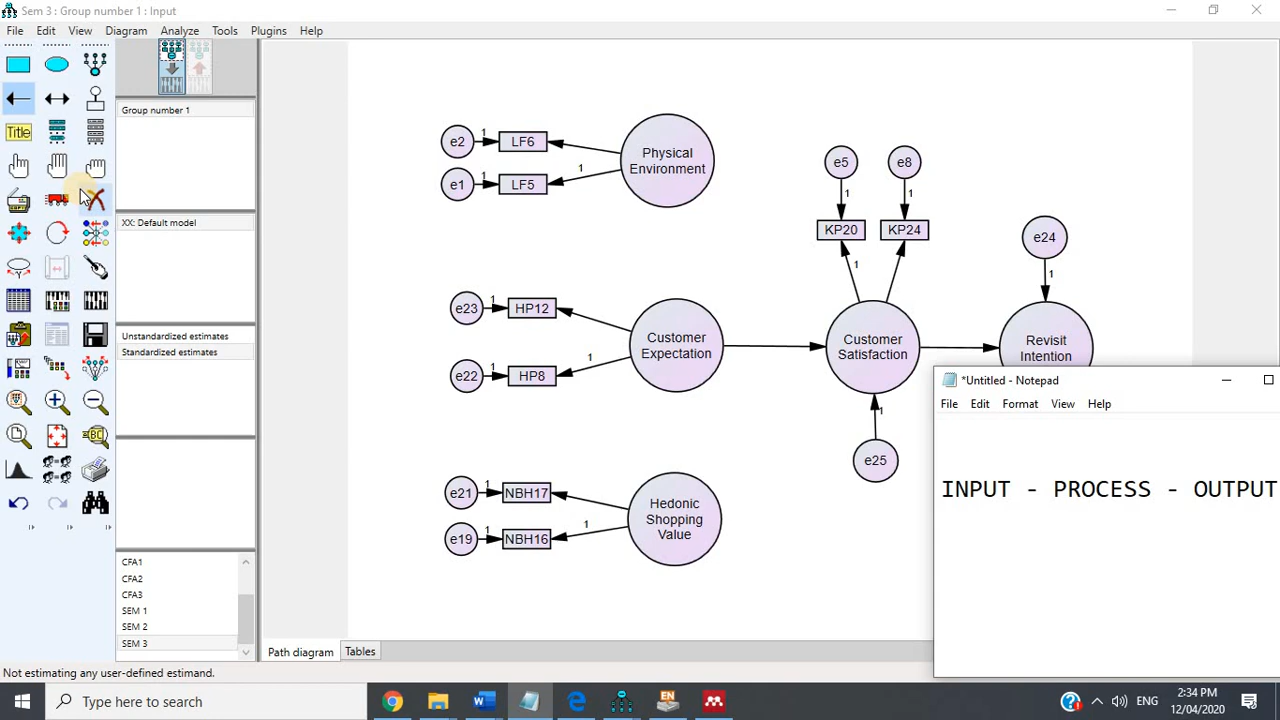 Sem 3 : Group number 1 : Input
File Edit View Diagram Analyze Tools Plugins Help
Title
Group number 1
XX: Default model
Unstandardized estimates
Standardized estimates
CFA1
CFA2
CFA3
SEM 1
SEM 2
SEM 3
Not estimating any user-defined estimand.
Path diagram Tables
e2 1 LF6
e1 1 LF5
1
Physical
Environment
e23 1 HP12
e22 1 HP8
1
Customer
Expectation
e21 1 NBH17
e19 1 NBH16
1
Hedonic
Shopping
Value
e5 e8
1 1
KP20 KP24
1
Customer
Satisfaction
1
e25
e24
1
Revisit
Intention
*Untitled - Notepad
File Edit Format View Help
INPUT - PROCESS - OUTPUT
Type here to search
EN
ENG
2:34 PM
12/04/2020